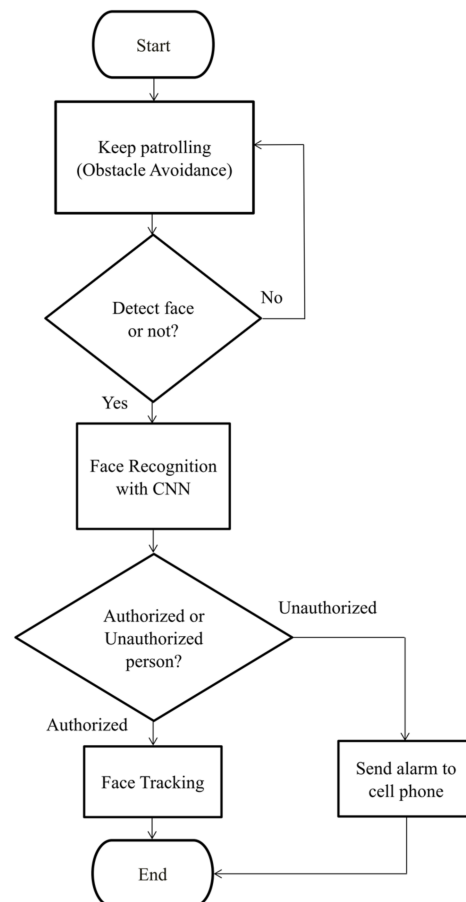 Start
Keep patrolling
(Obstacle Avoidance)
Detect face
or not?
No
Yes
Face Recognition
with CNN
Authorized or
Unauthorized
person?
Unauthorized
Authorized
Face Tracking
Send alarm to
cell phone
End